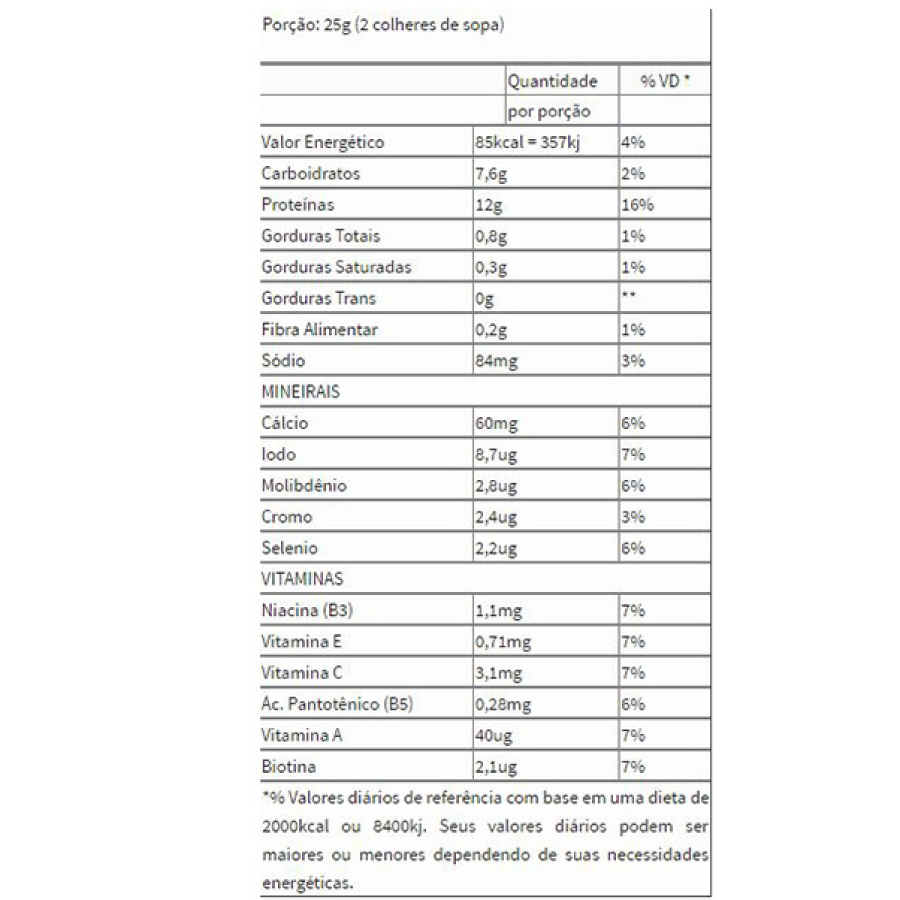 Porção: 25g (2 colheres de sopa)
Quantidade % VD *
por porção
Valor Energético 85kcal = 357kj 4%
Carboidratos 7,6g 2%
Proteínas 12g 16%
Gorduras Totais 0,8g 1%
Gorduras Saturadas 0,3g 1%
Gorduras Trans 0g **
Fibra Alimentar 0,2g 1%
Sódio 84mg 3%
MINEIRAIS
Cálcio 60mg 6%
Iodo 8,7ug 7%
Molibdênio 2,8ug 6%
Cromo 2,4ug 3%
Selenio 2,2ug 6%
VITAMINAS
Niacina (B3) 1,1mg 7%
Vitamina E 0,71mg 7%
Vitamina C 3,1mg 7%
Ac. Pantotênico (B5) 0,28mg 6%
Vitamina A 40ug 7%
Biotina 2,1ug 7%
*% Valores diários de referência com base em uma dieta de
2000kcal ou 8400kj. Seus valores diários podem ser
maiores ou menores dependendo de suas necessidades
energéticas.